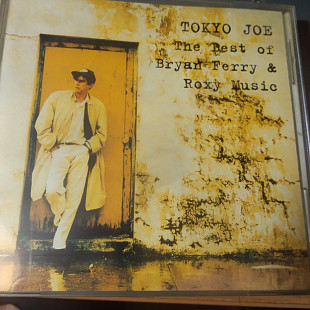 TOKYO JOE
The Best of
Bryan Ferry &
Roxy Music